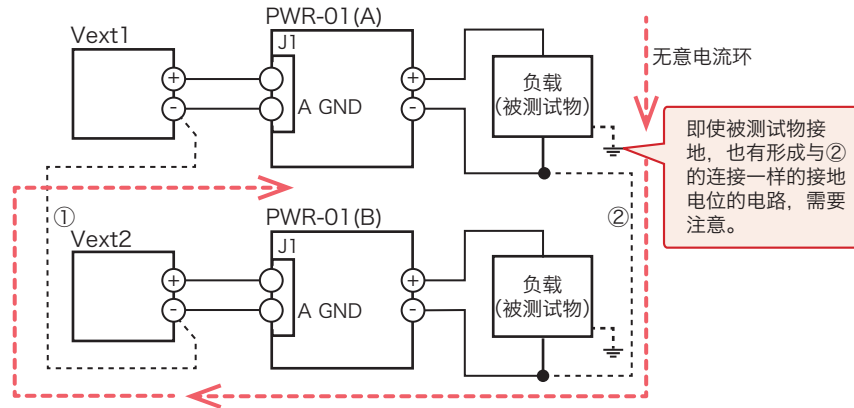 PWR-01(A)
Vext1
J1
+
-
A GND
+
-
负载
(被测试物)
无意电流环
即使被测试物接
地，也有形成与②
的连接一样的接地
电位的电路，需要
注意。
①
②
PWR-01(B)
Vext2
J1
+
-
A GND
+
-
负载
(被测试物)